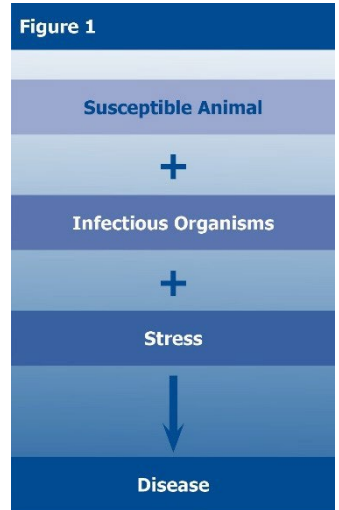 Figure 1
Susceptible Animal
+
Infectious Organisms
+
Stress
Disease